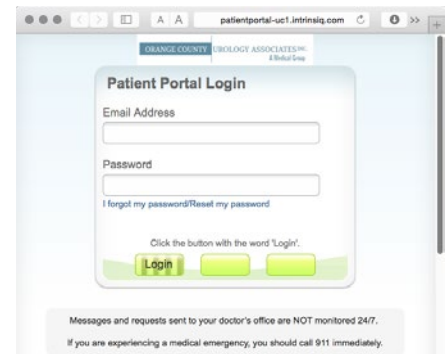 A A patientportal-uc1.intrinsiq.com
ORANGE COUNTY UROLOGY ASSOCIATES INC.
A Medical Group
Patient Portal Login
Email Address
Password
I forgot my password/Reset my password
Click the button with the word 'Login'.
Login
Messages and requests sent to your doctor's office are NOT monitored 24/7.
If you are experiencing a medical emergency, you should call 911 immediately.